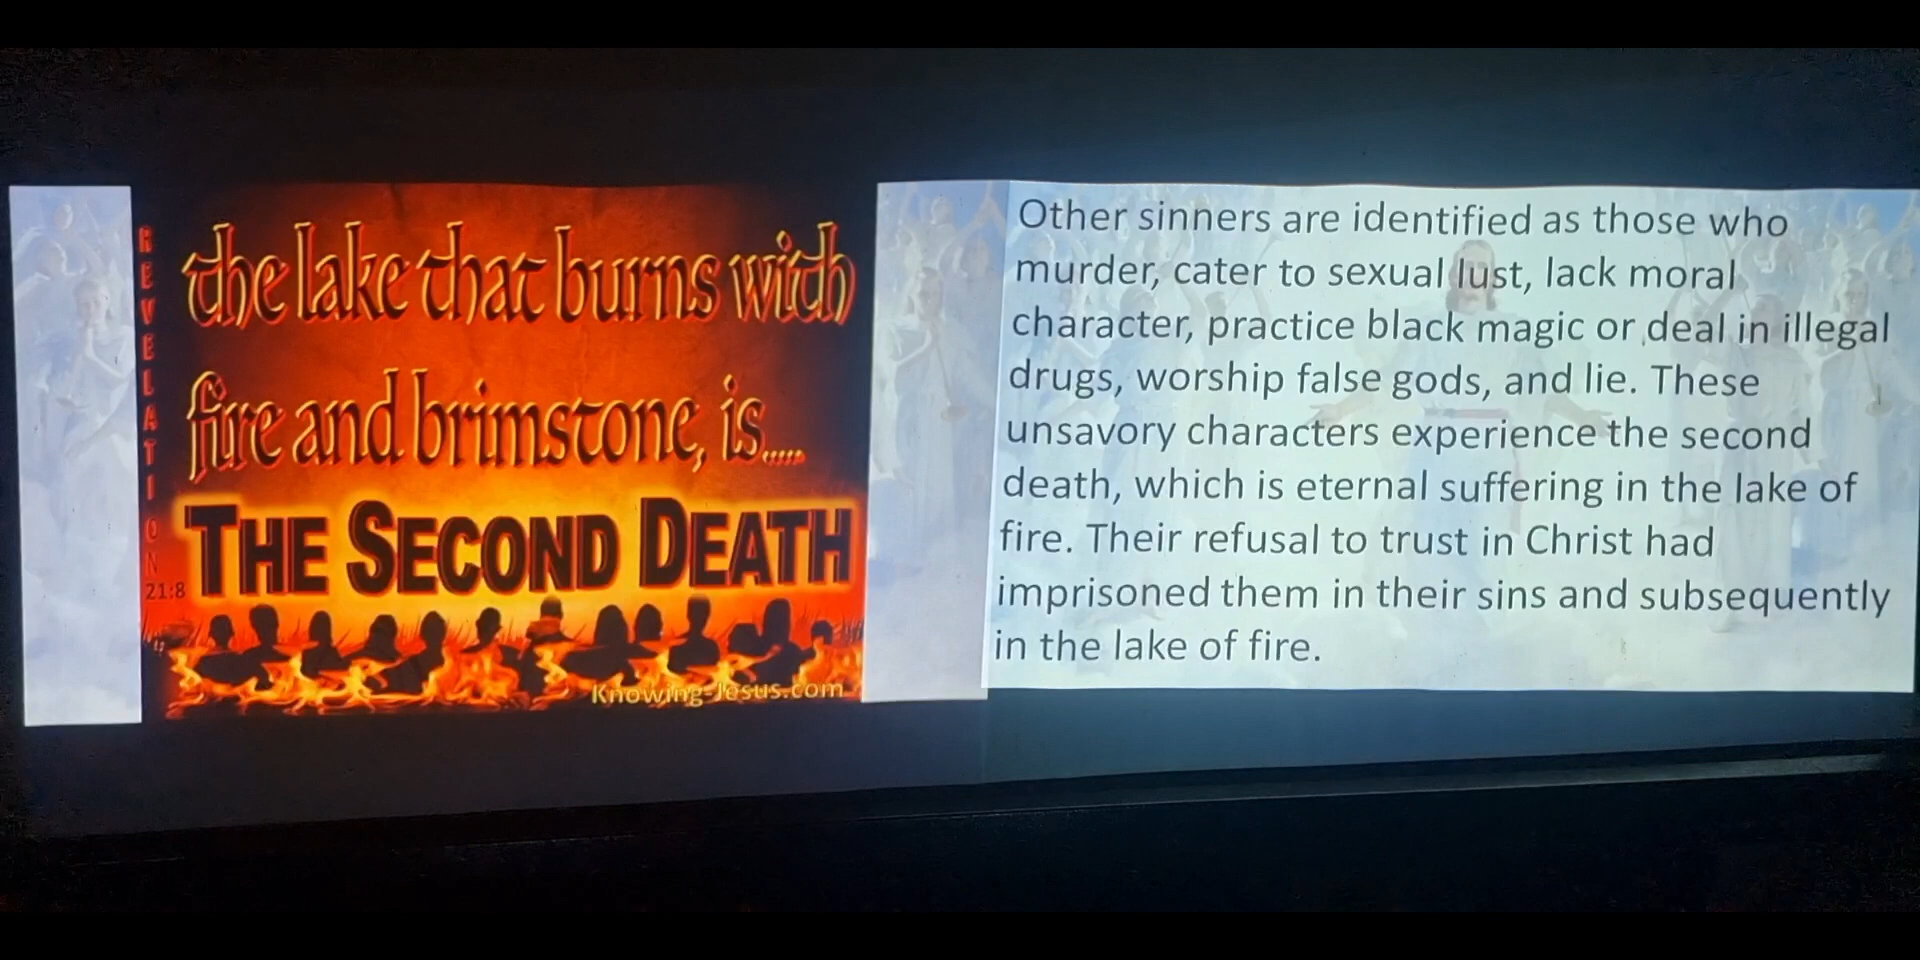 REVELATION
21:8
the lake that burns with
fire and brimstone, is.....
THE SECOND DEATH
Knowing-Jesus.com
Other sinners are identified as those who
murder, cater to sexual lust, lack moral
character, practice black magic or deal in illegal
drugs, worship false gods, and lie. These
unsavory characters experience the second
death, which is eternal suffering in the lake of
fire. Their refusal to trust in Christ had
imprisoned them in their sins and subsequently
in the lake of fire.